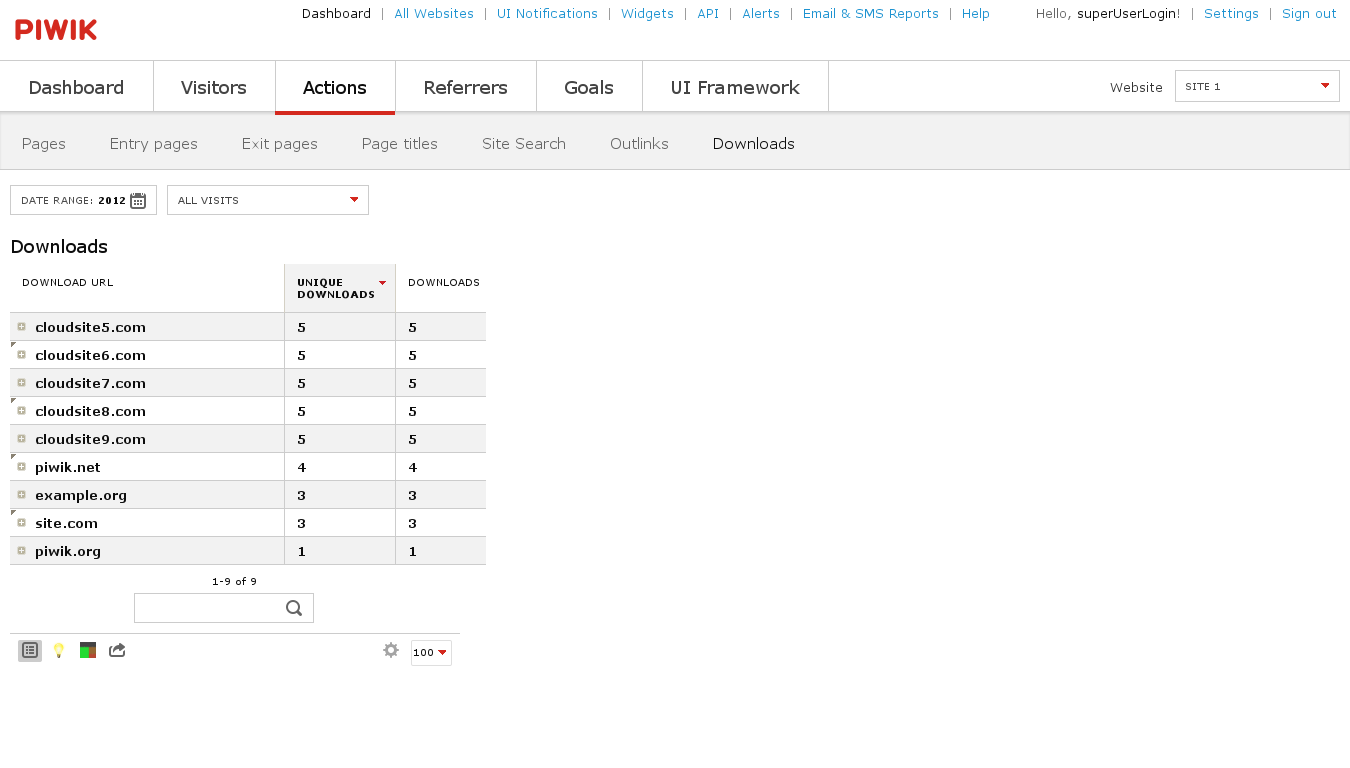 PIWIK
Dashboard | All Websites | UI Notifications | Widgets | API | Alerts | Email & SMS Reports | Help
Hello, superUserLogin! | Settings | Sign out
Dashboard Visitors Actions Referrers Goals UI Framework
Website SITE 1
Pages Entry pages Exit pages Page titles Site Search Outlinks Downloads
DATE RANGE: 2012 ALL VISITS
Downloads
DOWNLOAD URL UNIQUE DOWNLOADS DOWNLOADS
cloudsite5.com 5 5
cloudsite6.com 5 5
cloudsite7.com 5 5
cloudsite8.com 5 5
cloudsite9.com 5 5
piwik.net 4 4
example.org 3 3
site.com 3 3
piwik.org 1 1
1-9 of 9
100